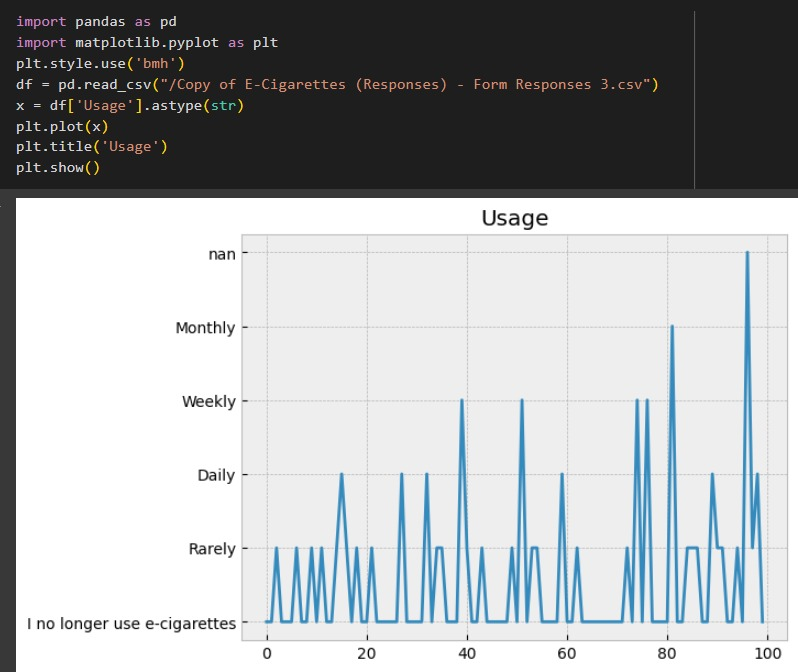 import pandas as pd
import matplotlib.pyplot as plt
plt.style.use('bmh')
df = pd.read_csv("/Copy of E-Cigarettes (Responses) - Form Responses 3.csv")
x = df['Usage'].astype(str)
plt.plot(x)
plt.title('Usage')
plt.show()
Usage
nan
Monthly
Weekly
Daily
Rarely
I no longer use e-cigarettes
0 20 40 60 80 100